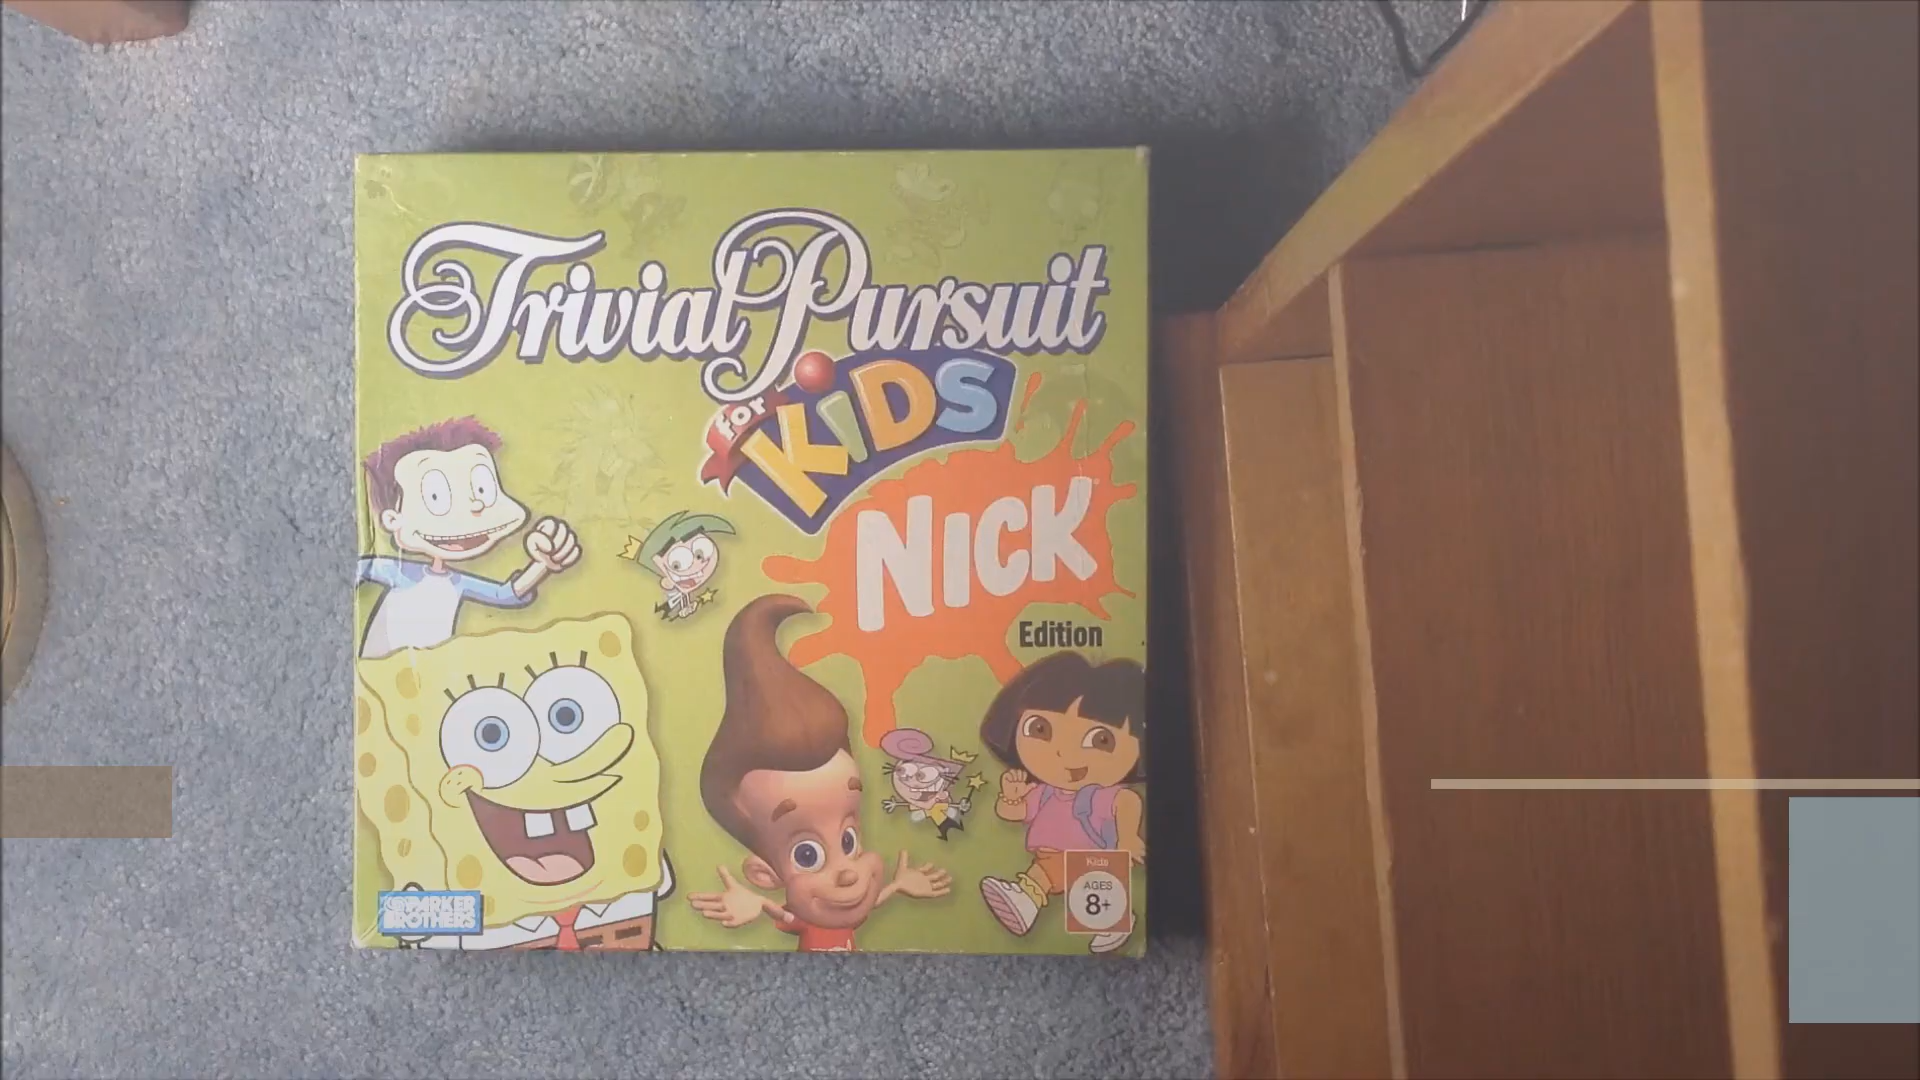 Trivial Pursuit
for KiDS
NICK
Edition
PARKER
BROTHERS
Kids
AGES
8+